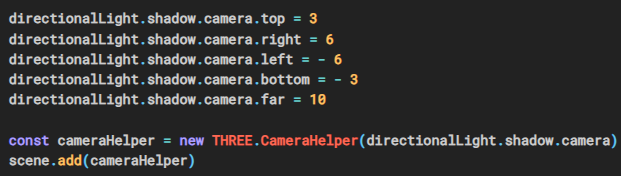 directionalLight.shadow.camera.top = 3
directionalLight.shadow.camera.right = 6
directionalLight.shadow.camera.left = - 6
directionalLight.shadow.camera.bottom = - 3
directionalLight.shadow.camera.far = 10

const cameraHelper = new THREE.CameraHelper(directionalLight.shadow.camera)
scene.add(cameraHelper)